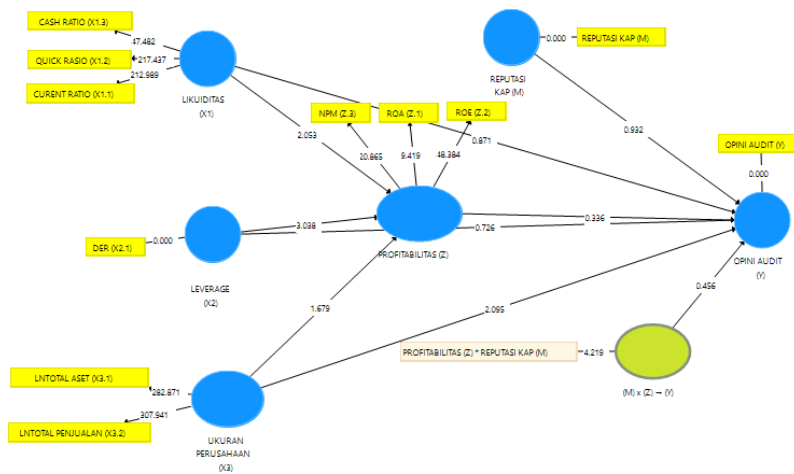 CASH RATIO (X1.3)
47.482
QUICK RASIO (X1.2)
217.437
212.989
CURENT RATIO (X1.1)
LIKUIDITAS
(X1)
0.000
REPUTASI KAP (M)
REPUTASI
KAP (M)
NPM (Z.3)
ROA (Z.1)
ROE (Z.2)
2.053
0.871
0.932
20.865
9.419
48.384
OPINI AUDIT (Y)
0.000
DER (X2.1)
0.000
LEVERAGE
(X2)
3.038
PROFITABILITAS (Z)
0.336
0.726
OPINI AUDIT
(Y)
0.456
1.679
2.095
PROFITABILITAS (Z) * REPUTASI KAP (M)
4.219
(M) x (Z) → (Y)
LNTOTAL ASET (X3.1)
282.871
307.941
LNTOTAL PENJUALAN (X3.2)
UKURAN
PERUSAHAAN
(X3)